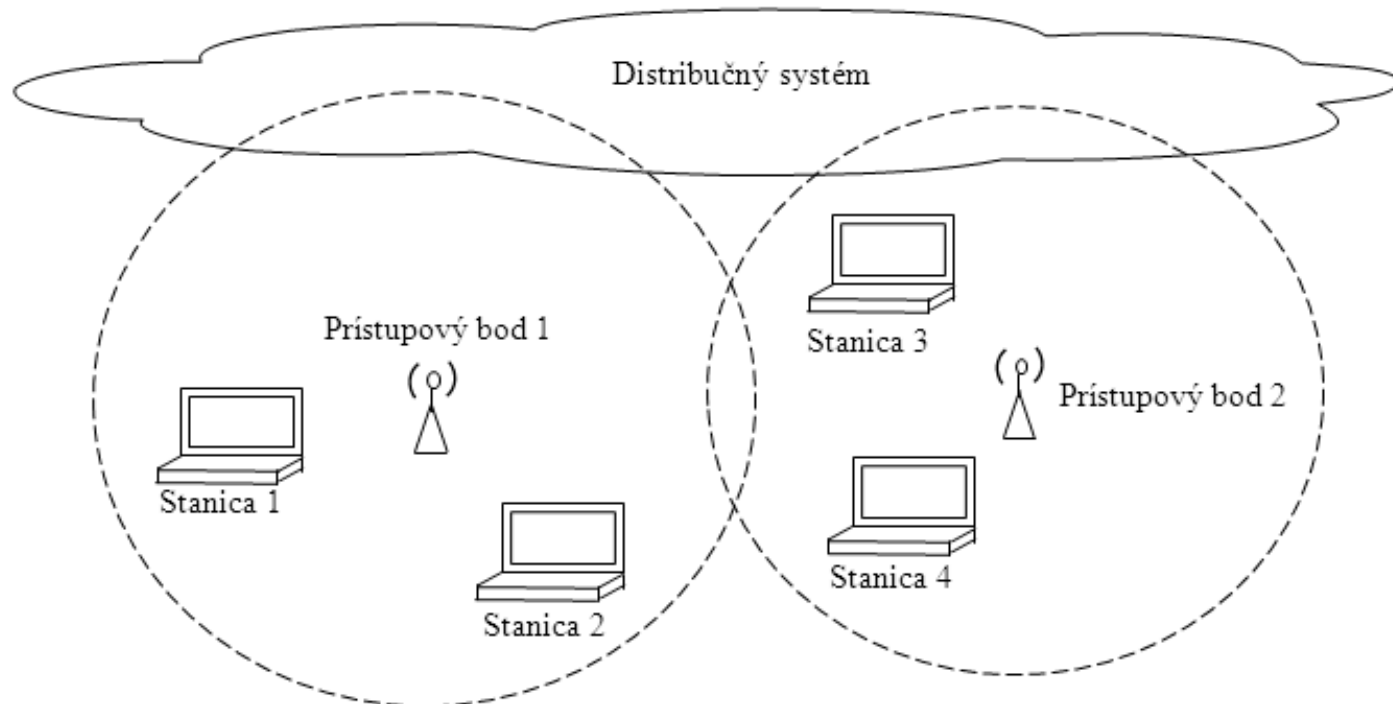 Distribučný systém
Prístupový bod 1
Stanica 1
Stanica 2
Stanica 3
Prístupový bod 2
Stanica 4